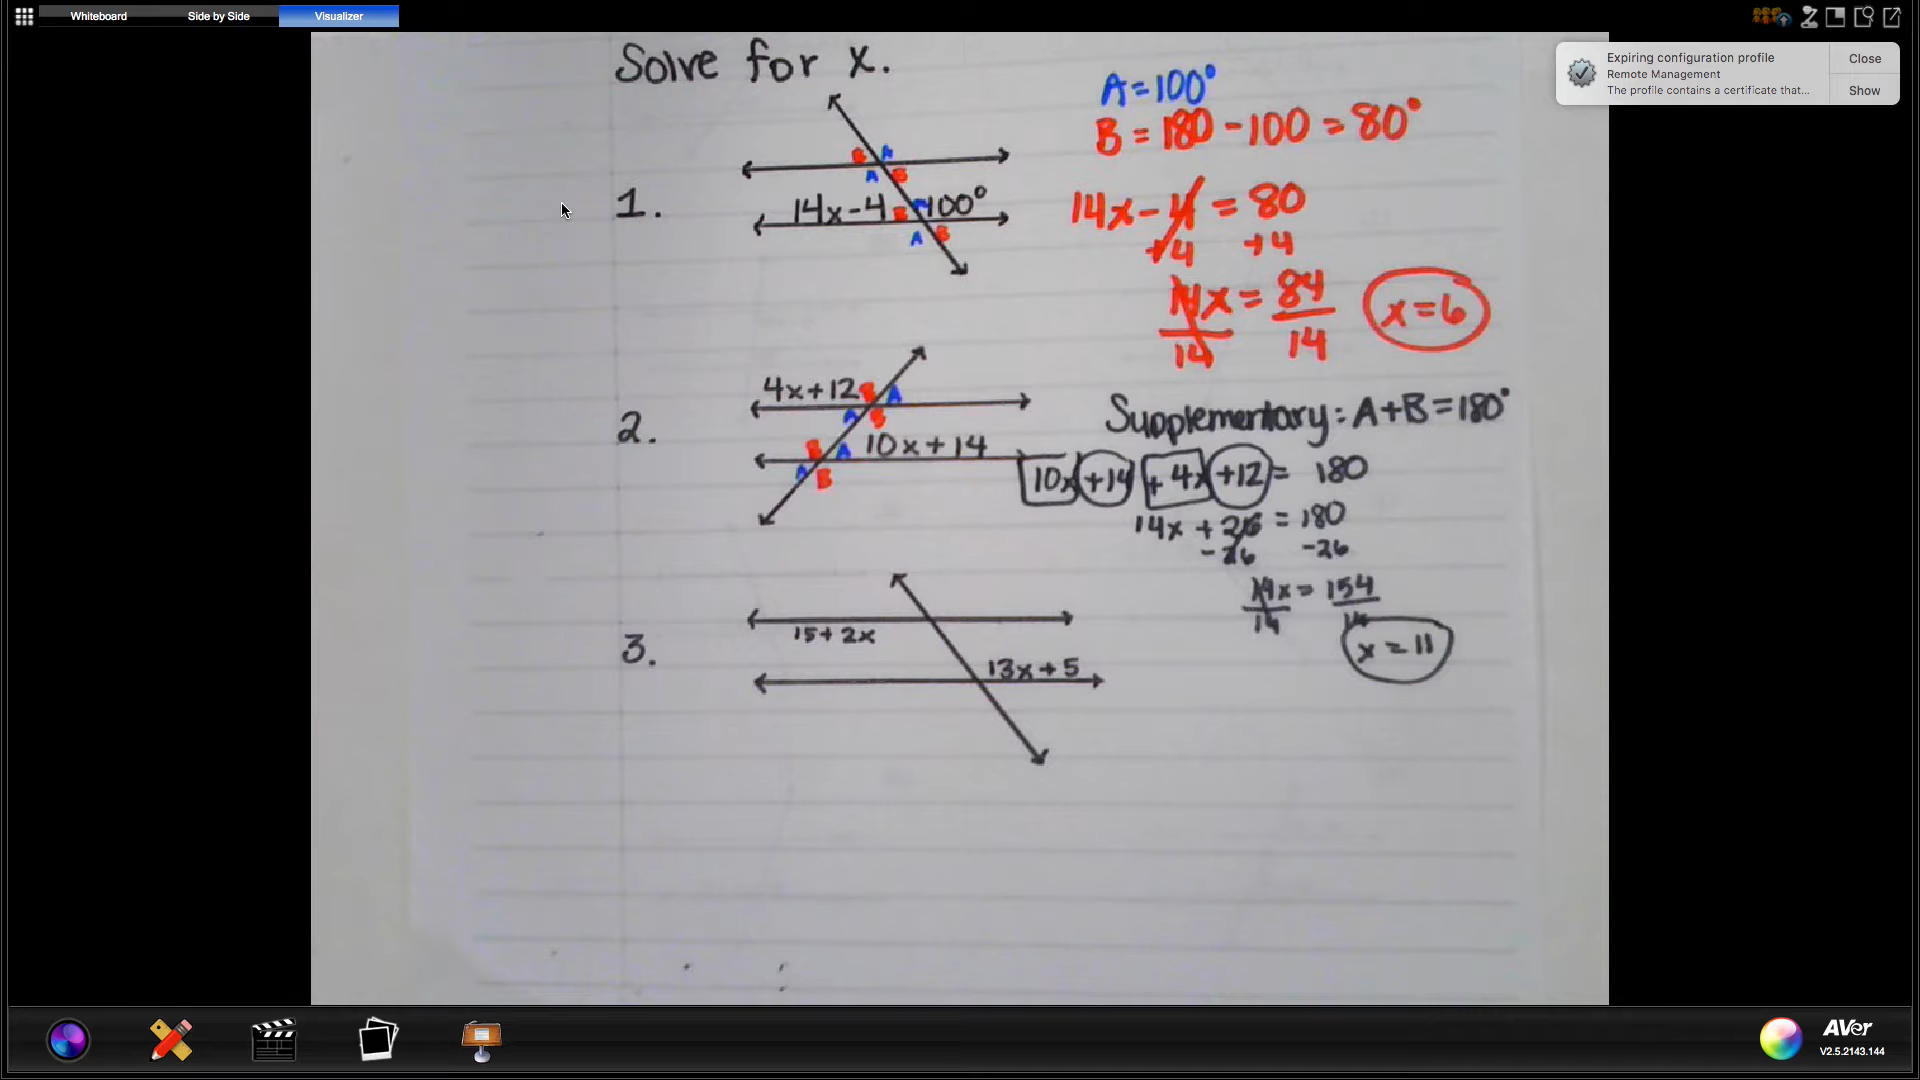 Whiteboard Side by Side Visualizer
Expiring configuration profile
Remote Management
The profile contains a certificate that...
Close
Show
Solve for x.
A=100°
B = 180 - 100 = 80°
1.
B A
A B
14x-4 B A 100°
A B
14x - 4 = 80
+4 +4
14x = 84
14 14
x=6
2.
4x+12 B A
A B
B A 10x+14
A B
Supplementary: A+B=180°
10x +14 + 4x +12 = 180
14x + 26 = 180
-26 -26
14x = 154
14 14
x = 11
3.
15+2x
13x+5
AVer
V2.5.2143.144